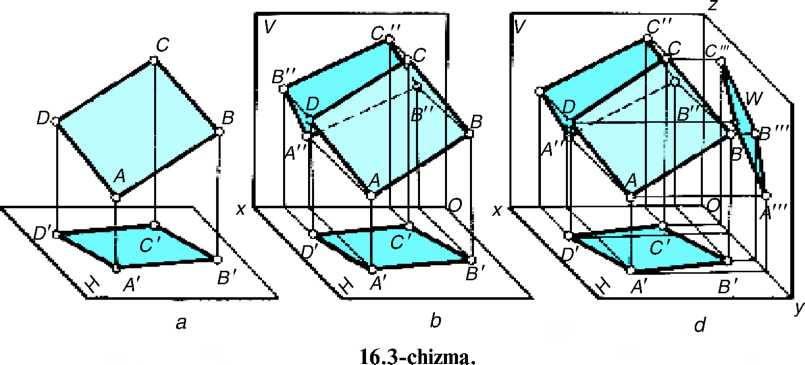 C
D
B
A
D'
C'
H
A'
B'
a
V
C''
C
B''
D
B''
B
A''
A
x
O
D'
C'
H
A'
B'
b
z
V
C''
C
C'''
W
D
B''
B
B'''
A''
A
x
O
A'''
D'
C'
H
A'
B'
y
d
16.3-chizma.